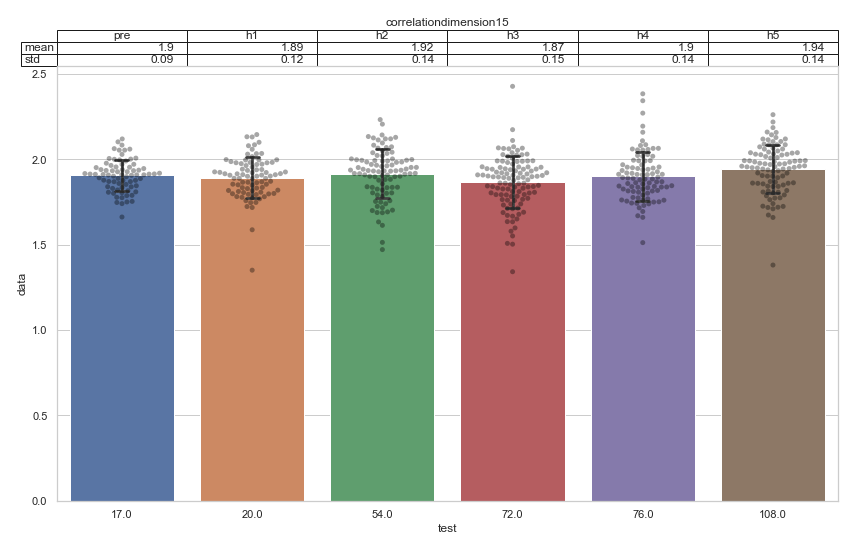 correlationdimension15
pre h1 h2 h3 h4 h5
mean 1.9 1.89 1.92 1.87 1.9 1.94
std 0.09 0.12 0.14 0.15 0.14 0.14
2.5
2.0
1.5
1.0
0.5
0.0
data
17.0 20.0 54.0 72.0 76.0 108.0
test